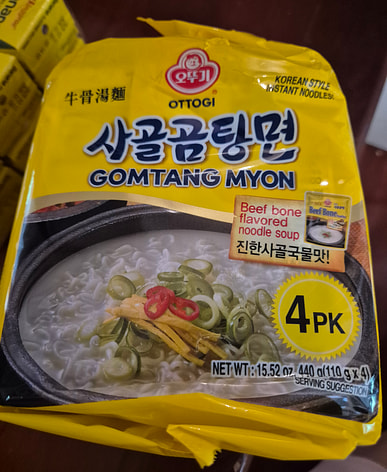 오뚜기
OTTOGI
KOREAN STYLE
INSTANT NOODLES
牛骨湯麵
사골곰탕면
GOMTANG MYON
Beef bone
flavored
noodle soup
Beef Bone
진한사골국물맛!
4PK
NET WT : 15.52 oz. 440 g(110 g x 4)
SERVING SUGGESTION